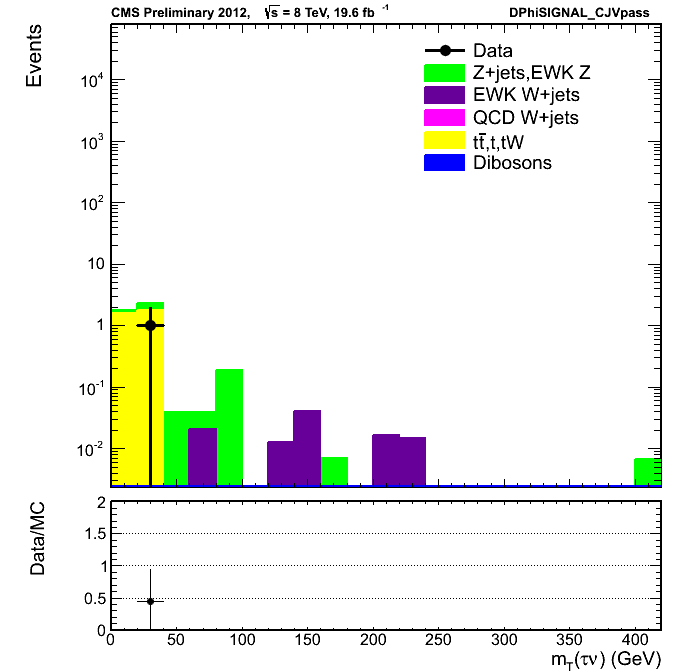 CMS Preliminary 2012, √s = 8 TeV, 19.6 fb⁻¹ DPhiSIGNAL_CJVpass
Events
Data
Z+jets,EWK Z
EWK W+jets
QCD W+jets
tt̅,t,tW
Dibosons
10⁴
10³
10²
10
1
10⁻¹
10⁻²
Data/MC
2
1.5
1
0.5
0
0 50 100 150 200 250 300 350 400
m_T(τν) (GeV)